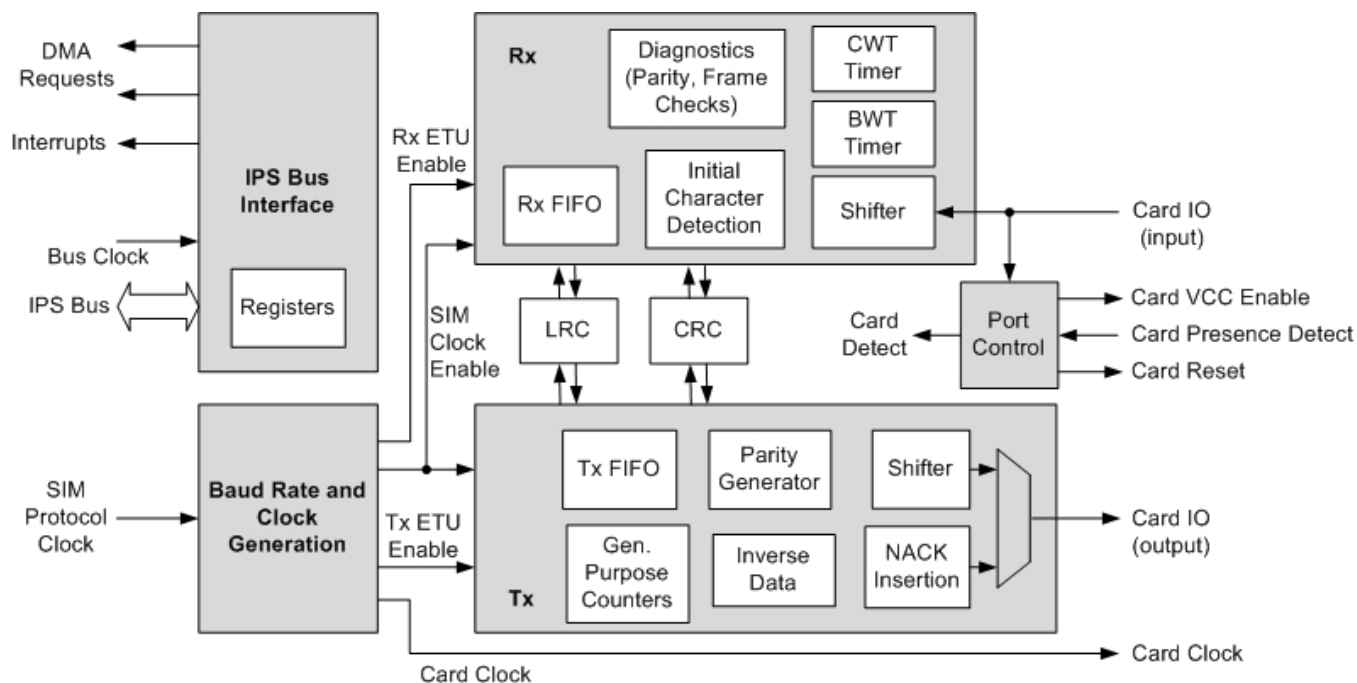 DMA
Requests
Interrupts
Bus Clock
IPS Bus
IPS Bus
Interface
Registers
Rx ETU
Enable
SIM
Clock
Enable
Rx
Diagnostics
(Parity, Frame
Checks)
CWT
Timer
BWT
Timer
Rx FIFO
Initial
Character
Detection
Shifter
Card IO
(input)
LRC
CRC
Card
Detect
Port
Control
Card VCC Enable
Card Presence Detect
Card Reset
SIM
Protocol
Clock
Baud Rate and
Clock
Generation
Tx ETU
Enable
Tx FIFO
Parity
Generator
Shifter
Gen.
Purpose
Counters
Inverse
Data
NACK
Insertion
Tx
Card IO
(output)
Card Clock
Card Clock